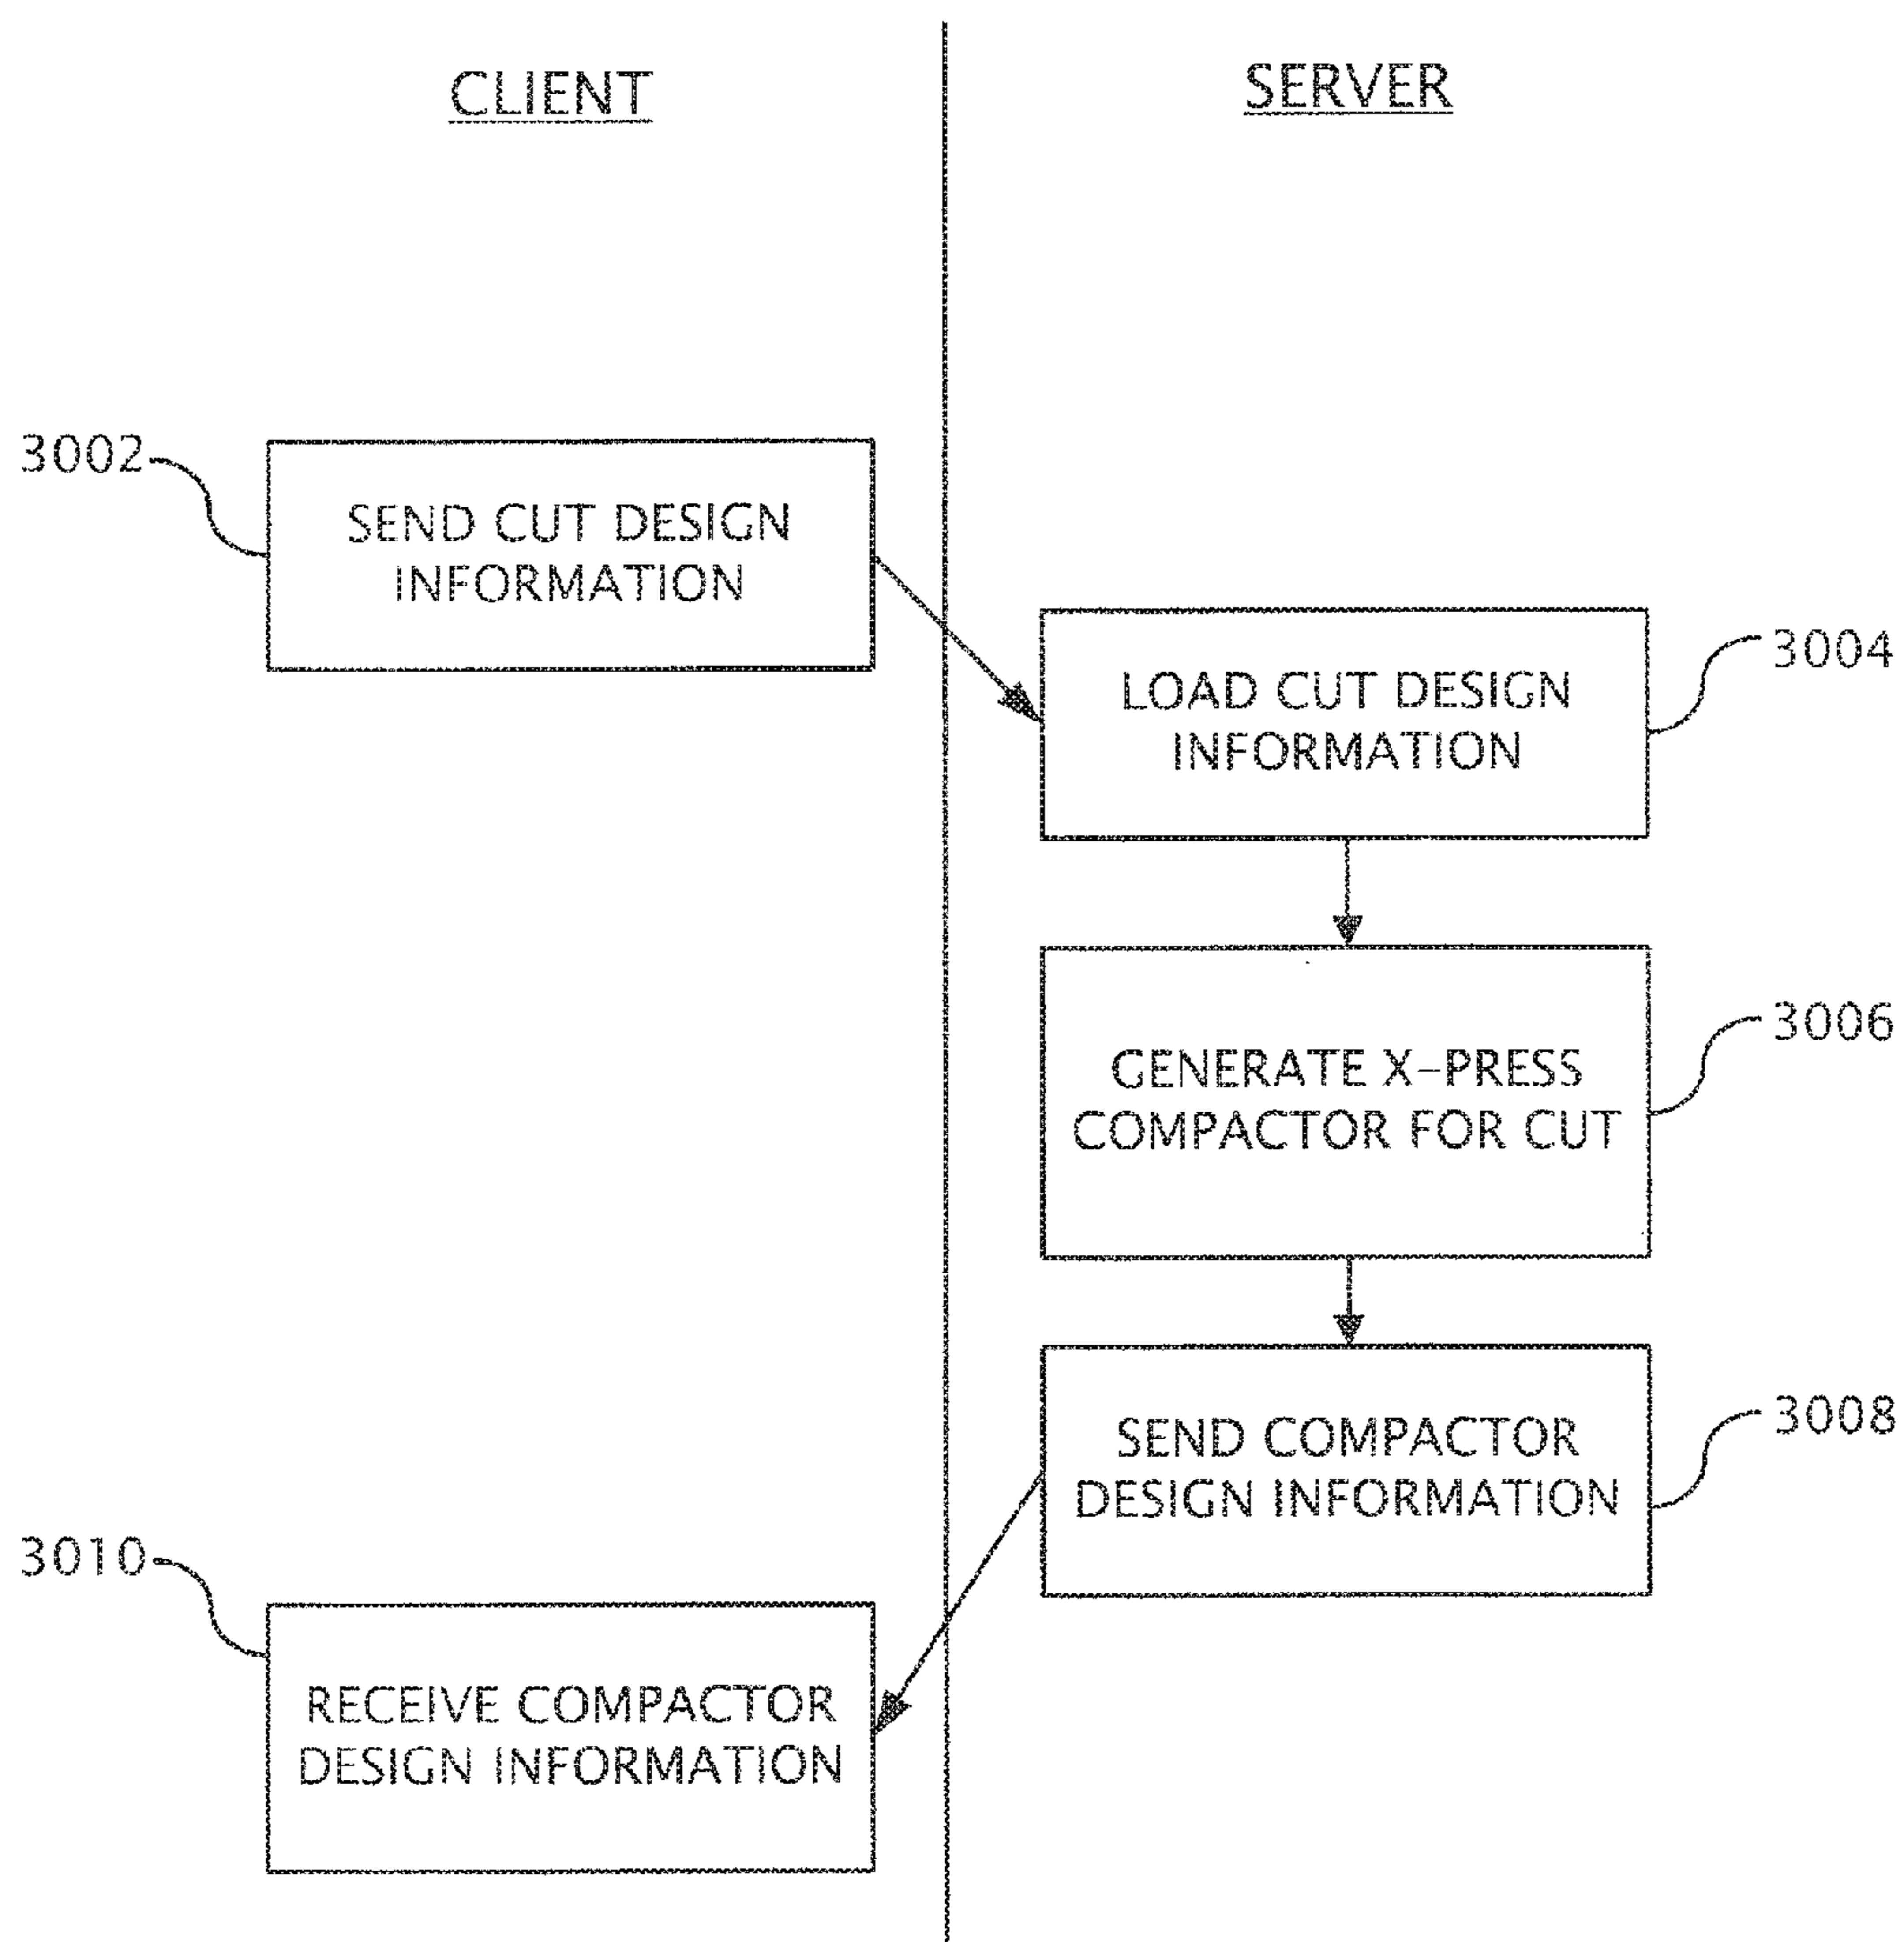 CLIENT
SERVER
3002
SEND CUT DESIGN
INFORMATION
3004
LOAD CUT DESIGN
INFORMATION
3006
GENERATE X-PRESS
COMPACTOR FOR CUT
3008
SEND COMPACTOR
DESIGN INFORMATION
3010
RECEIVE COMPACTOR
DESIGN INFORMATION